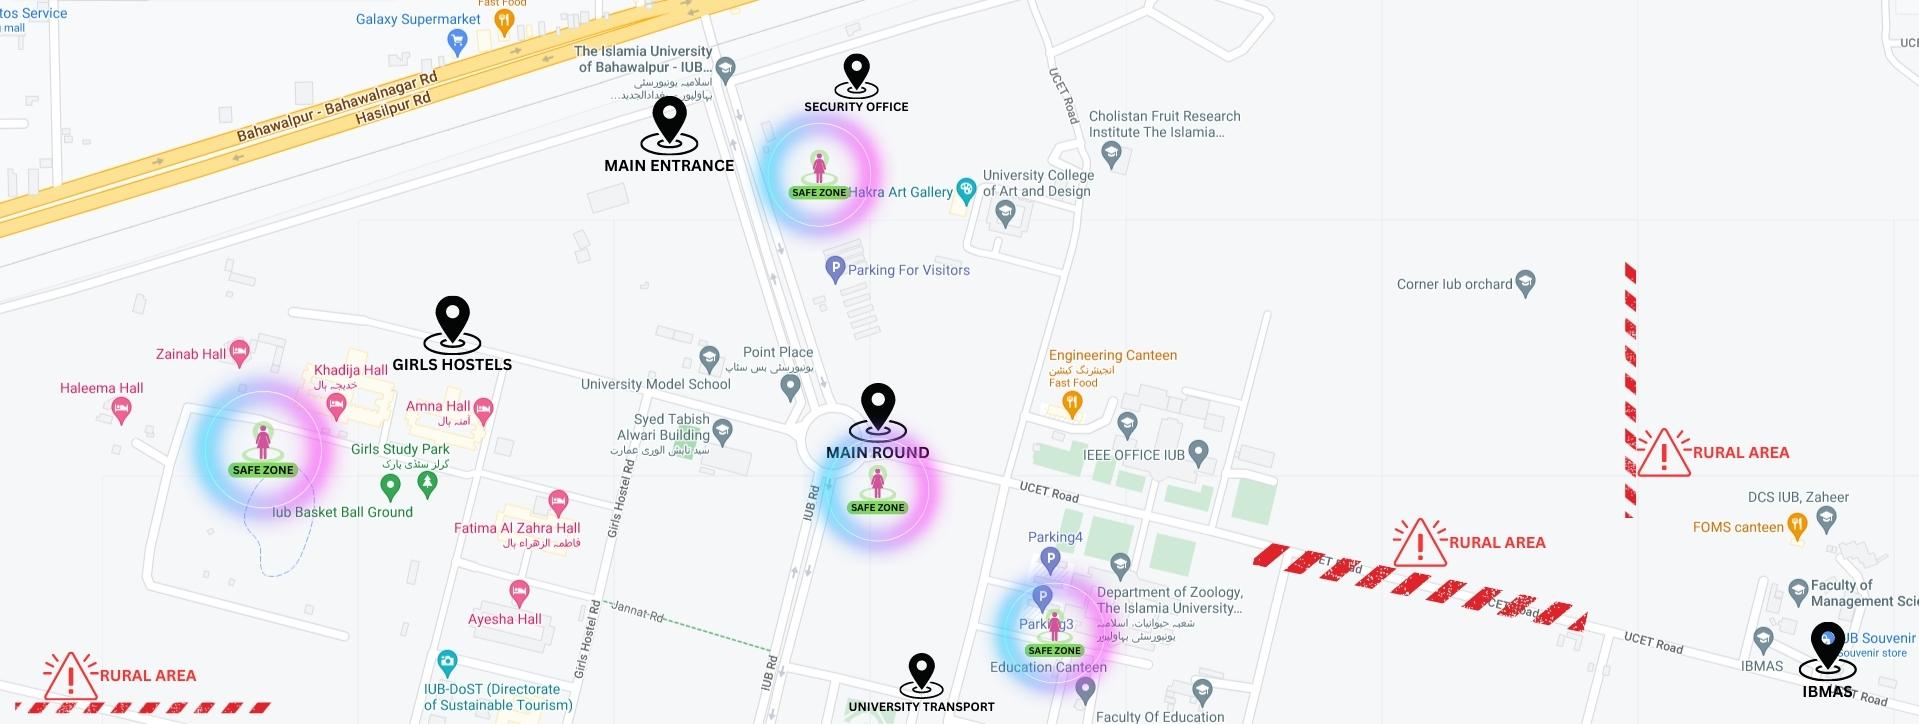 tos Service
mall
Galaxy Supermarket
Fast Food
Bahawalpur - Bahawalnagar Rd
Hasilpur Rd
The Islamia University
of Bahawalpur - IUB...
اسلامیہ یونیورسٹی
MAIN ENTRANCE
SECURITY OFFICE
SAFE ZONE
Hakra Art Gallery
UCET Road
Cholistan Fruit Research
Institute The Islamia...
University College
of Art and Design
Parking For Visitors
Corner Iub orchard
UCE
Zainab Hall
Haleema Hall
Khadija Hall
خدیجہ ہال
GIRLS HOSTELS
Amna Hall
آمنہ ہال
Girls Study Park
گرلز سٹڈی پارک
SAFE ZONE
Iub Basket Ball Ground
Point Place
یونیورسٹی بس سٹاپ
University Model School
Syed Tabish
Alwari Building
سید تابش الوری عمارت
MAIN ROUND
SAFE ZONE
Engineering Canteen
انجینئرنگ کینٹین
Fast Food
IEEE OFFICE IUB
UCET Road
RURAL AREA
RURAL AREA
DCS IUB, Zaheer
FOMS canteen
Fatima Al Zahra Hall
فاطمہ الزھراء ہال
Girls Hostel Rd
IUB Rd
Ayesha Hall
Jannat Rd
Girls Hostel Rd
IUB Rd
Parking4
Parking3
SAFE ZONE
Education Canteen
Department of Zoology,
The Islamia University...
شعبہ حیوانیات، اسلامیہ
یونیورسٹی بہاولپور
UCET Road
Faculty of
Management Scie
UCET Road
IBMAS
UB Souvenir
Souvenir store
IBMAS
Road
RURAL AREA
IUB-DoST (Directorate
of Sustainable Tourism)
UNIVERSITY TRANSPORT
Faculty Of Education